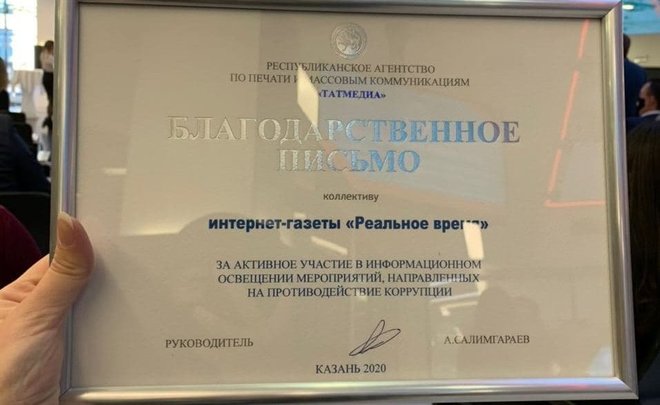 РЕСПУБЛИКАНСКОЕ АГЕНТСТВО
ПО ПЕЧАТИ И МАССОВЫМ КОММУНИКАЦИЯМ
«ТАТМЕДИА»
БЛАГОДАРСТВЕННОЕ
ПИСЬМО
коллективу
интернет-газеты «Реальное время»
ЗА АКТИВНОЕ УЧАСТИЕ В ИНФОРМАЦИОННОМ
ОСВЕЩЕНИИ МЕРОПРИЯТИЙ, НАПРАВЛЕННЫХ
НА ПРОТИВОДЕЙСТВИЕ КОРРУПЦИИ
РУКОВОДИТЕЛЬ А.САЛИМГАРАЕВ
КАЗАНЬ 2020